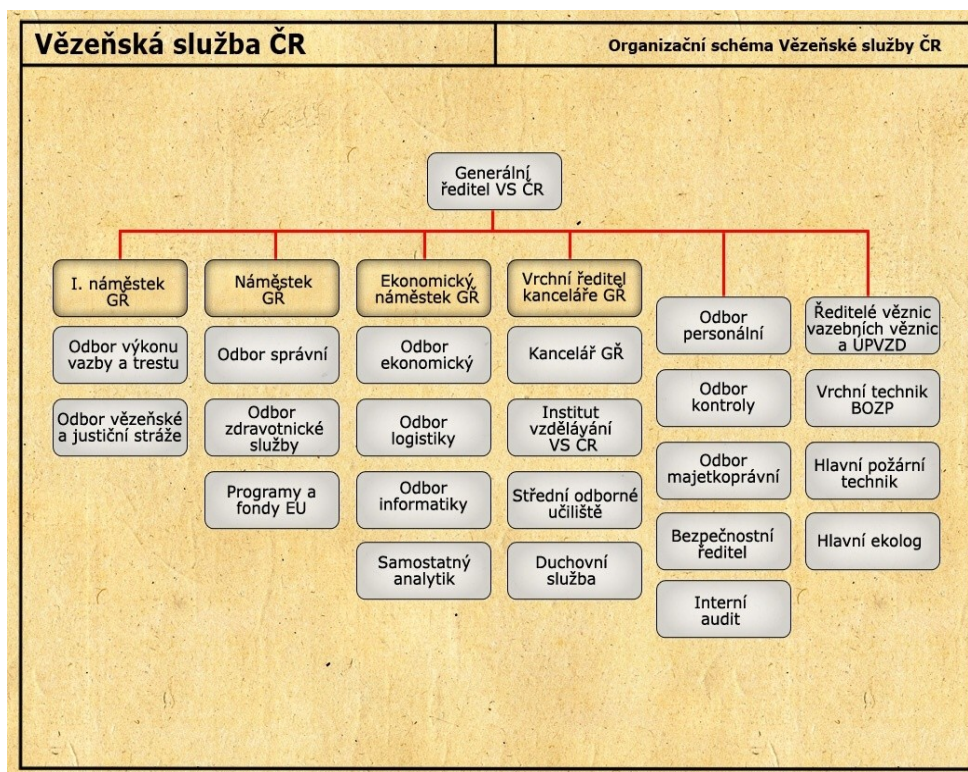 Vězeňská služba ČR
Organizační schéma Vězeňské služby ČR
Generální
ředitel VS ČR
I. náměstek
GŘ
Odbor výkonu
vazby a trestu
Odbor vězeňské
a justiční stráže
Náměstek
GŘ
Odbor správní
Odbor
zdravotnické
služby
Programy a
fondy EU
Ekonomický
náměstek GŘ
Odbor
ekonomický
Odbor
logistiky
Odbor
informatiky
Samostatný
analytik
Vrchní ředitel
kanceláře GŘ
Kancelář GŘ
Institut
vzdělávání
VS ČR
Střední odborné
učiliště
Duchovní
služba
Odbor
personální
Odbor
kontroly
Odbor
majetkoprávní
Bezpečnostní
ředitel
Interní
audit
Ředitelé věznic
vazebních věznic
a ÚPVZD
Vrchní technik
BOZP
Hlavní požární
technik
Hlavní ekolog